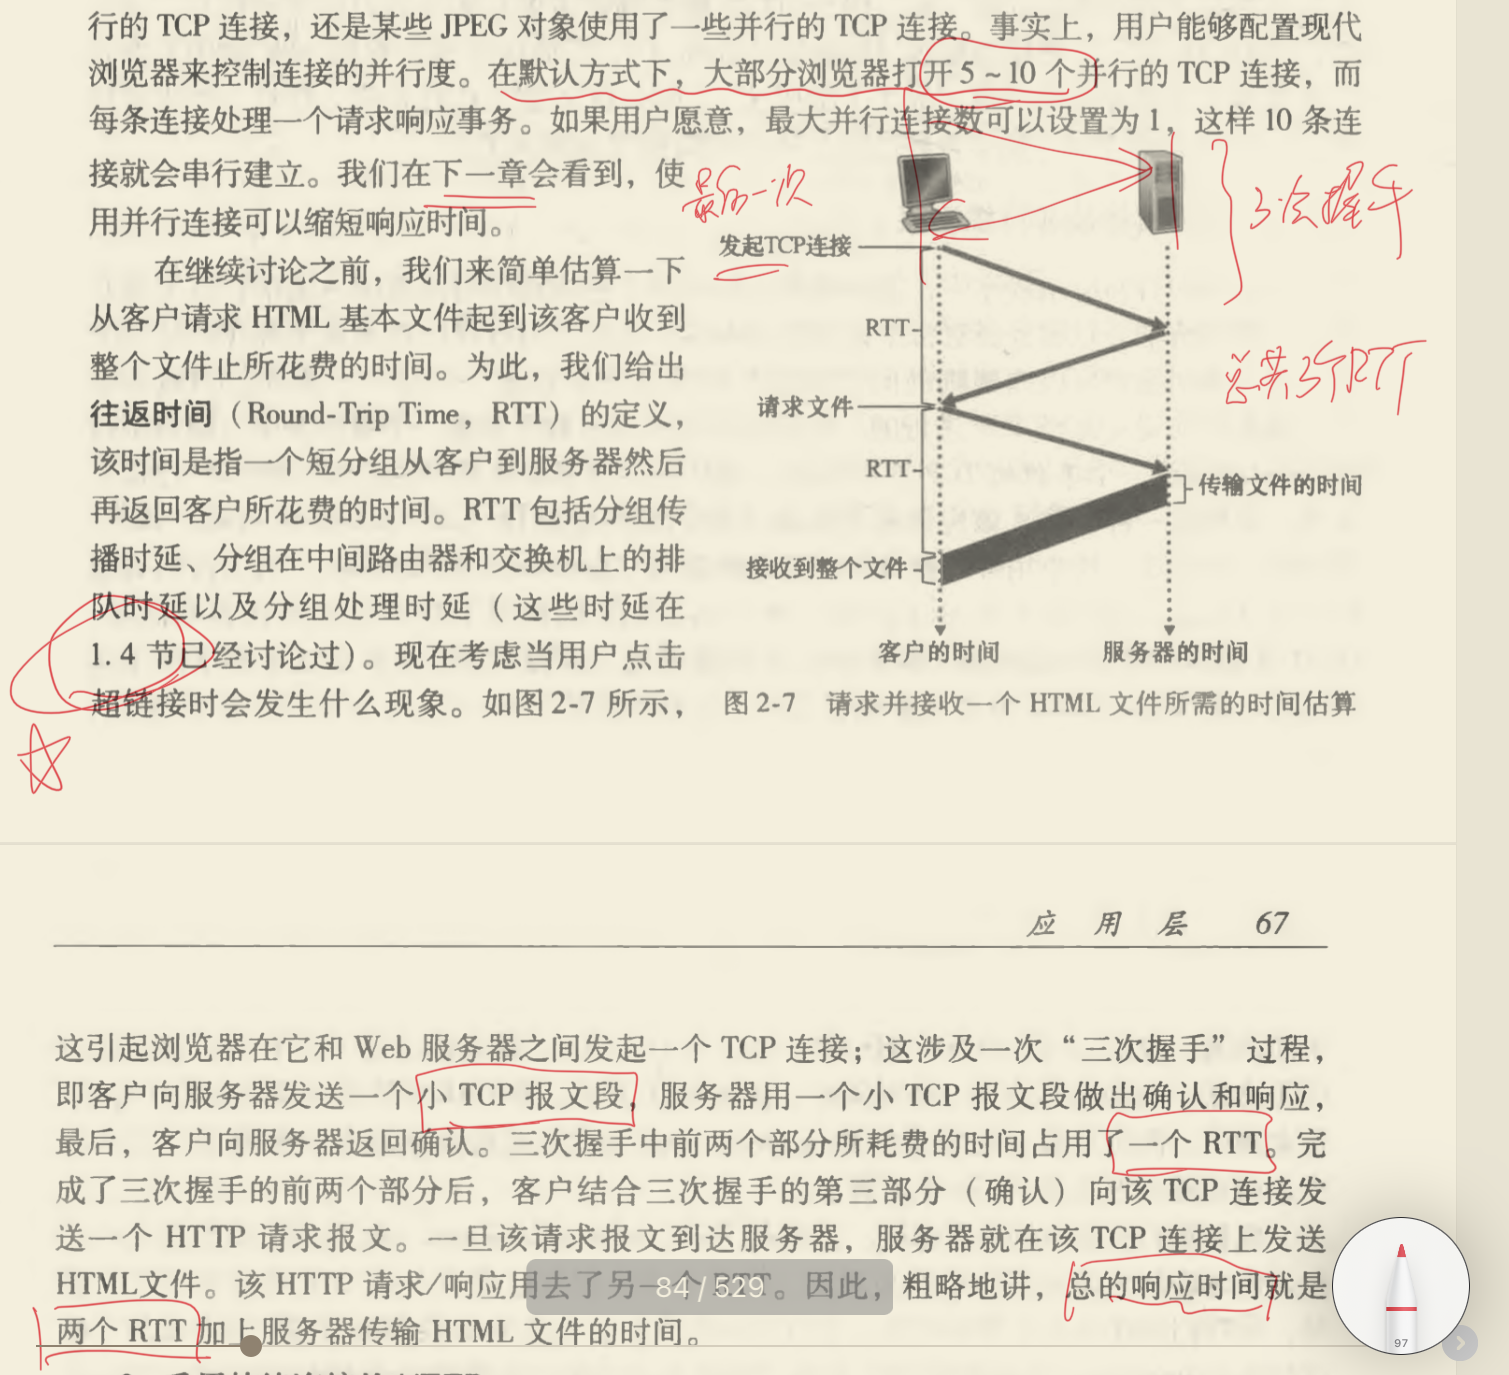 行的 TCP 连接，还是某些 JPEG 对象使用了一些并行的 TCP 连接。事实上，用户能够配置现代
浏览器来控制连接的并行度。在默认方式下，大部分浏览器打开 5 ~ 10 个并行的 TCP 连接，而
每条连接处理一个请求响应事务。如果用户愿意，最大并行连接数可以设置为 1，这样 10 条连
接就会串行建立。我们在下一章会看到，使
用并行连接可以缩短响应时间。
在继续讨论之前，我们来简单估算一下
从客户请求 HTML 基本文件起到该客户收到
整个文件止所花费的时间。为此，我们给出
往返时间（Round-Trip Time，RTT）的定义，
该时间是指一个短分组从客户到服务器然后
再返回客户所花费的时间。RTT 包括分组传
播时延、分组在中间路由器和交换机上的排
队时延以及分组处理时延（这些时延在
1.4 节已经讨论过）。现在考虑当用户点击
超链接时会发生什么现象。如图 2-7 所示，
一次
3次握手
发起TCP连接
RTT
3个RTT
请求文件
RTT
传输文件的时间
接收到整个文件
客户的时间
服务器的时间
图 2-7 请求并接收一个 HTML 文件所需的时间估算
应 用 层 67
这引起浏览器在它和 Web 服务器之间发起一个 TCP 连接；这涉及一次“三次握手”过程，
即客户向服务器发送一个小 TCP 报文段，服务器用一个小 TCP 报文段做出确认和响应，
最后，客户向服务器返回确认。三次握手中前两个部分所耗费的时间占用了一个 RTT。完
成了三次握手的前两个部分后，客户结合三次握手的第三部分（确认）向该 TCP 连接发
送一个 HTTP 请求报文。一旦该请求报文到达服务器，服务器就在该 TCP 连接上发送
HTML文件。该 HTTP 请求/响应用去了另一个 RTT。因此，粗略地讲，总的响应时间就是
84 / 529
两个 RTT 加上服务器传输 HTML 文件的时间。
97